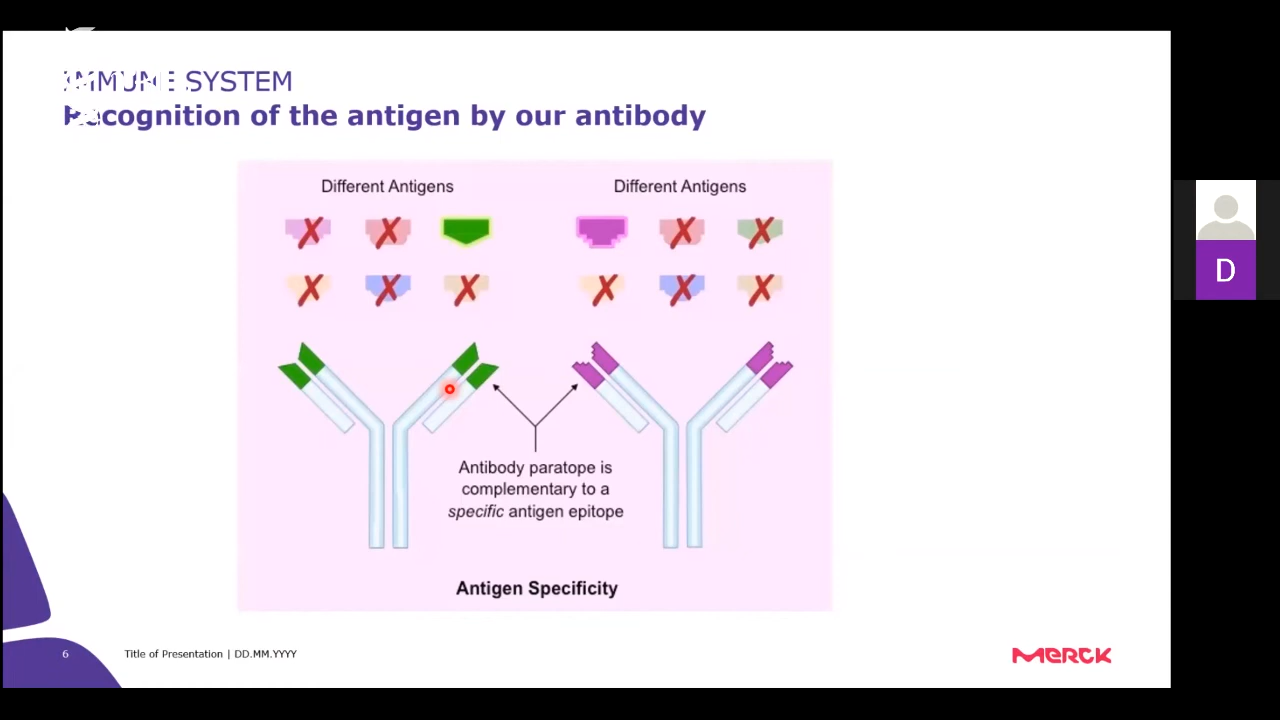 IMMUNE SYSTEM
Recognition of the antigen by our antibody
Different Antigens
Different Antigens
Antibody paratope is
complementary to a
specific antigen epitope
Antigen Specificity
6
Title of Presentation | DD.MM.YYYY
MERCK
D